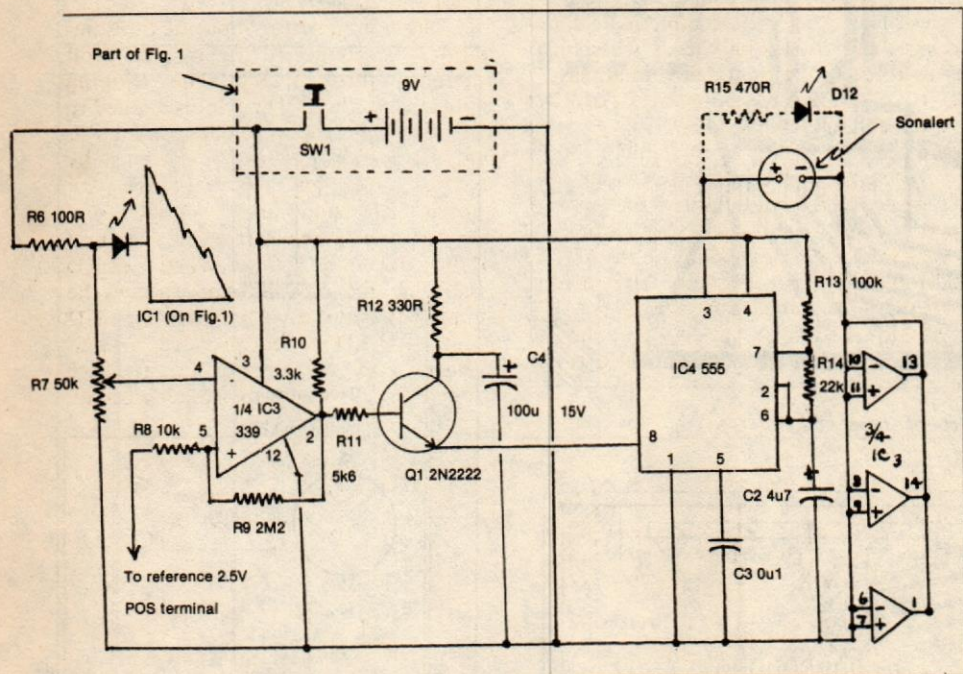 Part of Fig. 1
9V
+
-
SW1
R15 470R
D12
Sonalert
+ -
R6 100R
IC1 (On Fig.1)
R12 330R
R13 100k
R10
3.3k
C4
+
100u 15V
R7 50k
4
3
-
1/4 IC3
339
2
5
+
12
R8 10k
R9 2M2
R11
5k6
Q1 2N2222
3 4
IC4 555
7
2
6
8
1 5
R14
22k
C2 4u7
+
C3 0u1
10 - 13
11 +
3/4
IC 3
8 - 14
9 +
6 - 1
7 +
To reference 2.5V
POS terminal